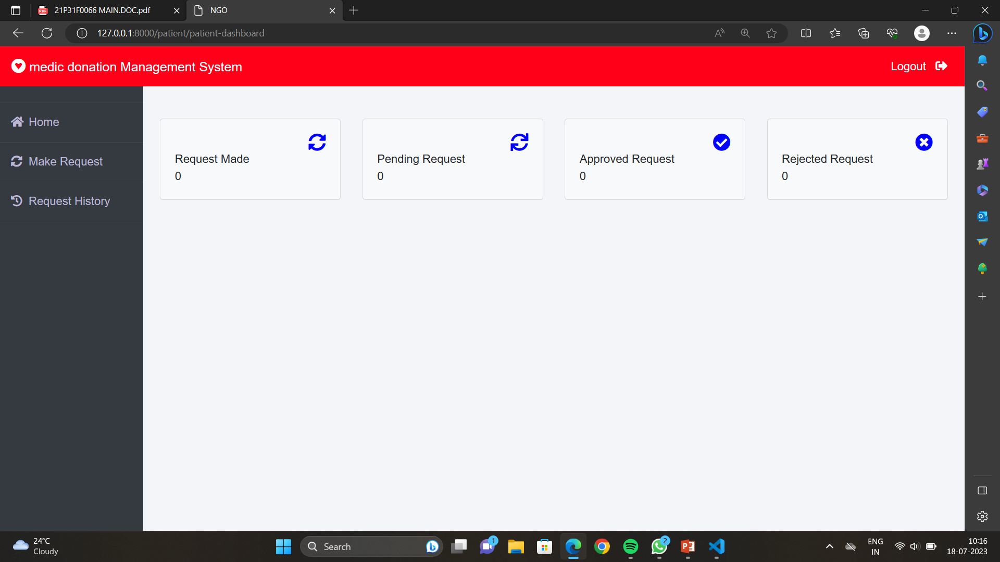 21P31F0066 MAIN.DOC.pdf
NGO
127.0.0.1:8000/patient/patient-dashboard
medic donation Management System
Logout
Home
Make Request
Request History
Request Made
0
Pending Request
0
Approved Request
0
Rejected Request
0
24°C
Cloudy
Search
1
2
ENG
IN
10:16
18-07-2023